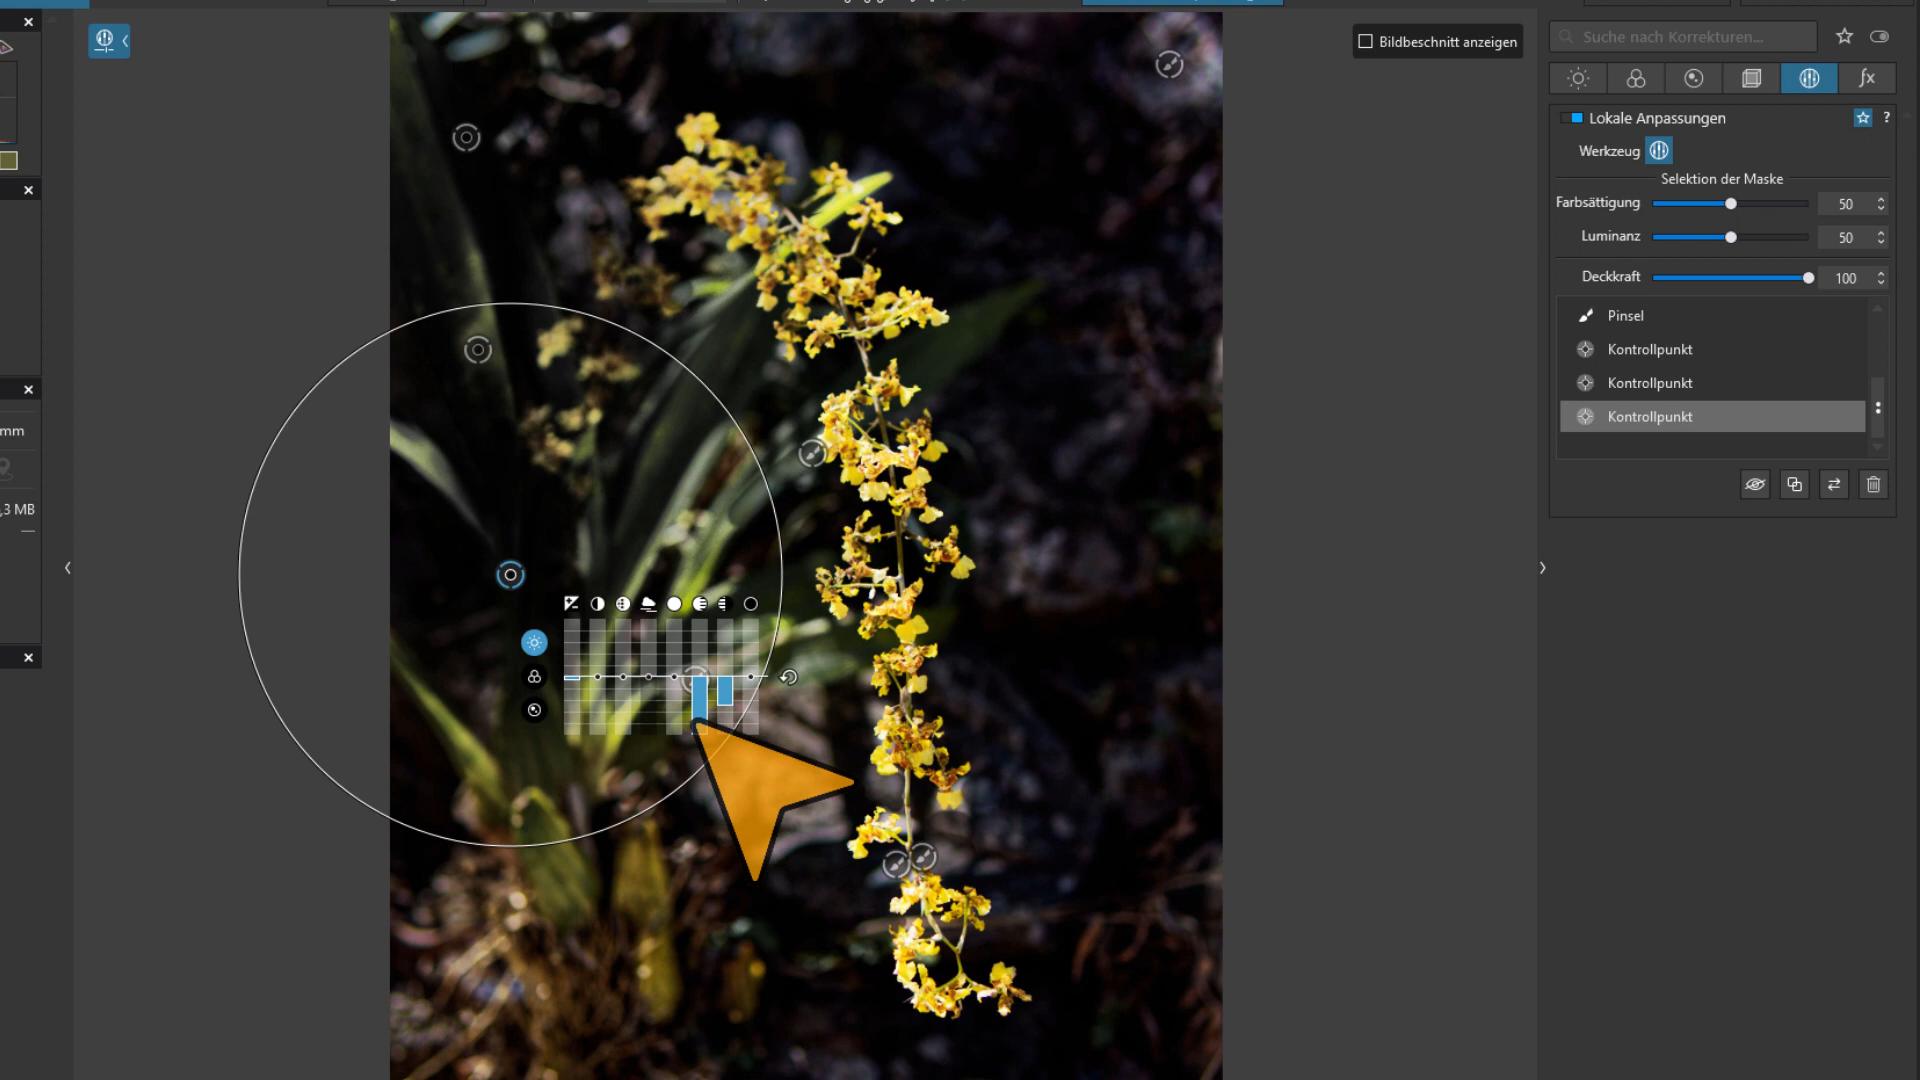 Bildbeschnitt anzeigen
Suche nach Korrekturen...
fx
Lokale Anpassungen
?
Werkzeug
Selektion der Maske
Farbsättigung
50
Luminanz
50
Deckkraft
100
Pinsel
Kontrollpunkt
Kontrollpunkt
Kontrollpunkt
mm
,3 MB